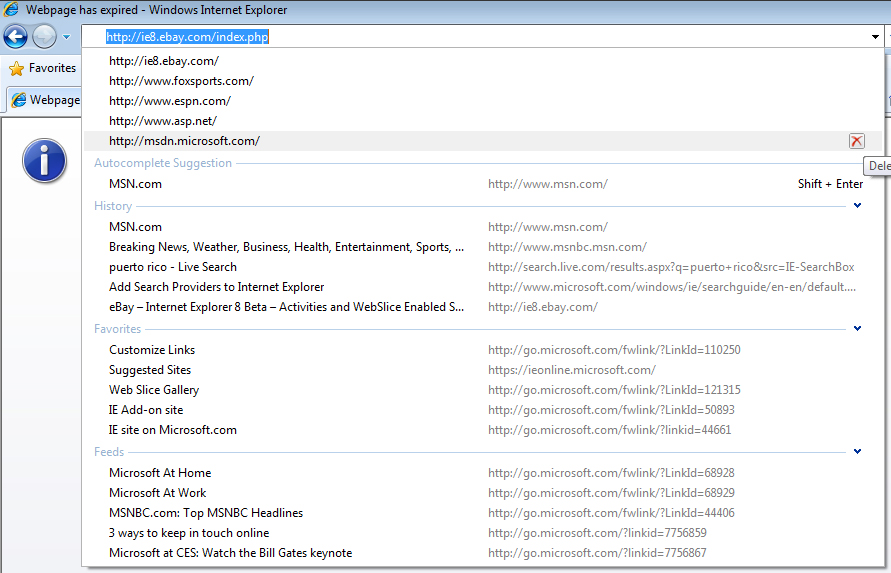 Webpage has expired - Windows Internet Explorer
http://ie8.ebay.com/index.php
Favorites
Webpage
http://ie8.ebay.com/
http://www.foxsports.com/
http://www.espn.com/
http://www.asp.net/
http://msdn.microsoft.com/
Dele
Autocomplete Suggestion
MSN.com http://www.msn.com/ Shift + Enter
History
MSN.com http://www.msn.com/
Breaking News, Weather, Business, Health, Entertainment, Sports, ... http://www.msnbc.msn.com/
puerto rico - Live Search http://search.live.com/results.aspx?q=puerto+rico&src=IE-SearchBox
Add Search Providers to Internet Explorer http://www.microsoft.com/windows/ie/searchguide/en-en/default....
eBay – Internet Explorer 8 Beta – Activities and WebSlice Enabled S... http://ie8.ebay.com/
Favorites
Customize Links http://go.microsoft.com/fwlink/?LinkId=110250
Suggested Sites https://ieonline.microsoft.com/
Web Slice Gallery http://go.microsoft.com/fwlink/?LinkId=121315
IE Add-on site http://go.microsoft.com/fwlink/?LinkId=50893
IE site on Microsoft.com http://go.microsoft.com/fwlink/?linkid=44661
Feeds
Microsoft At Home http://go.microsoft.com/fwlink/?LinkId=68928
Microsoft At Work http://go.microsoft.com/fwlink/?LinkId=68929
MSNBC.com: Top MSNBC Headlines http://go.microsoft.com/fwlink/?LinkId=44406
3 ways to keep in touch online http://go.microsoft.com/?linkid=7756859
Microsoft at CES: Watch the Bill Gates keynote http://go.microsoft.com/?linkid=7756867